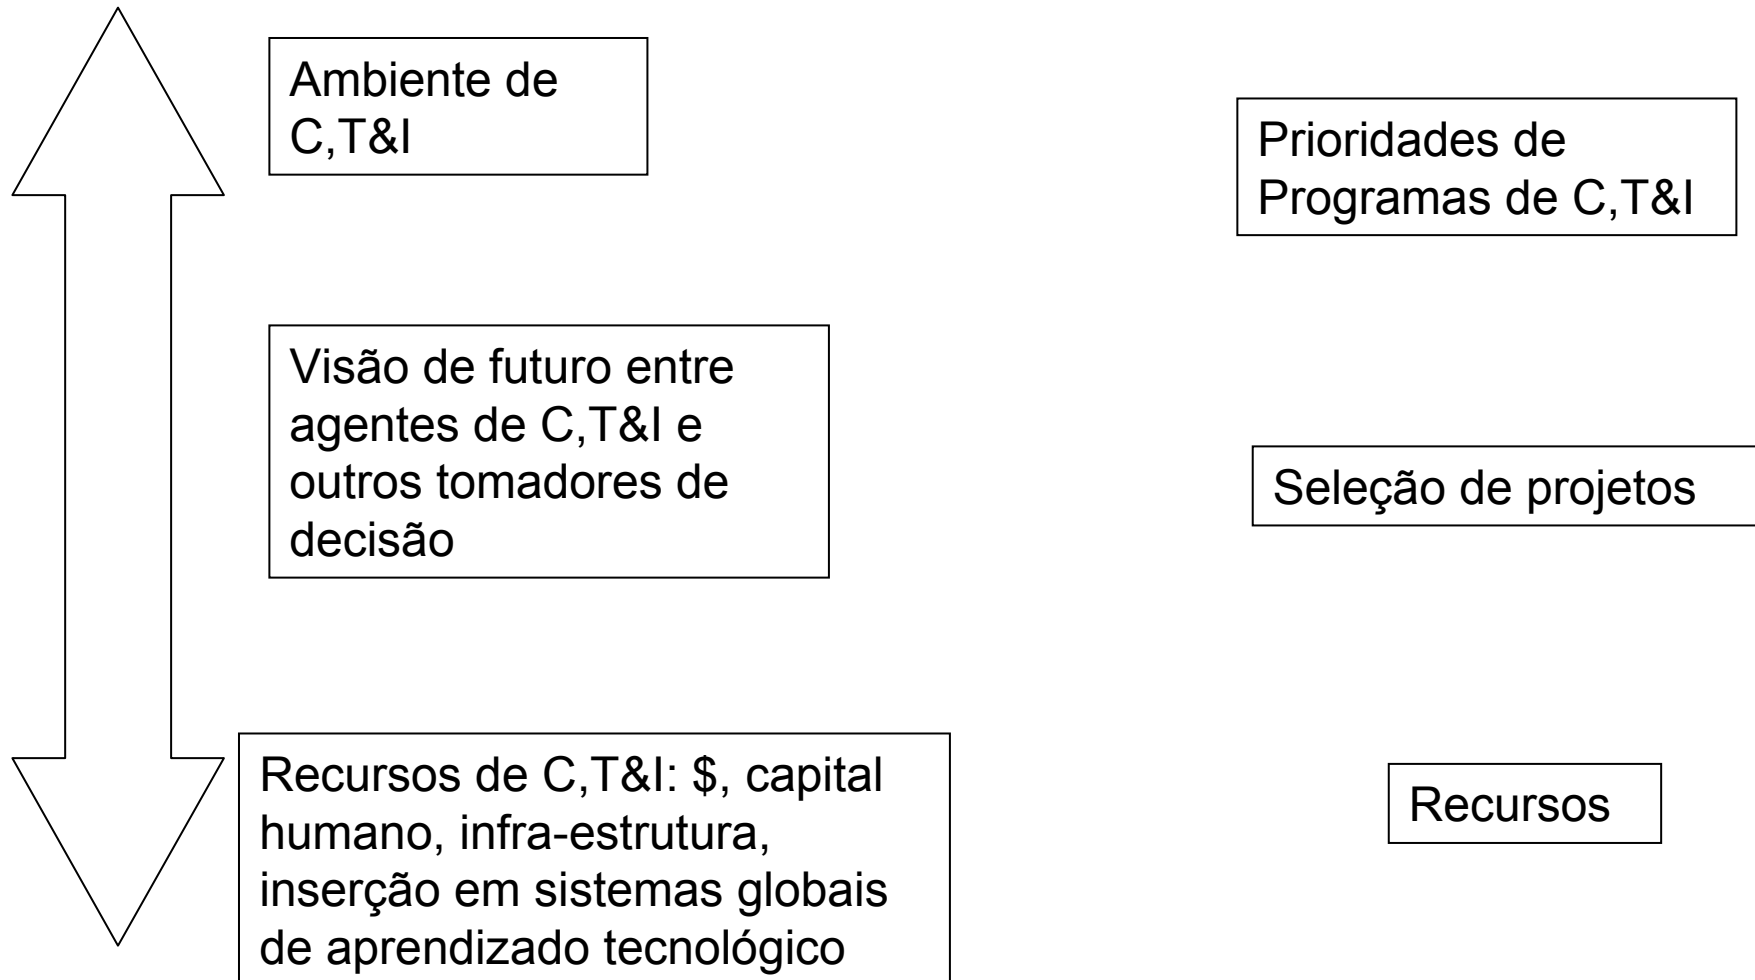 Ambiente de
C,T&I
Prioridades de
Programas de C,T&I
Visão de futuro entre
agentes de C,T&I e
outros tomadores de
decisão
Seleção de projetos
Recursos de C,T&I: $, capital
humano, infra-estrutura,
inserção em sistemas globais
de aprendizado tecnológico
Recursos